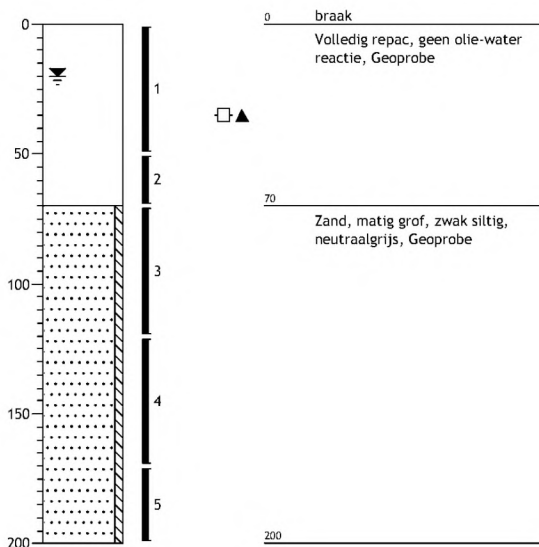 0
50
100
150
200
1
2
3
4
5
0
braak
Volledig repac, geen olie-water
reactie, Geoprobe
70
Zand, matig grof, zwak siltig,
neutraalgrijs, Geoprobe
200